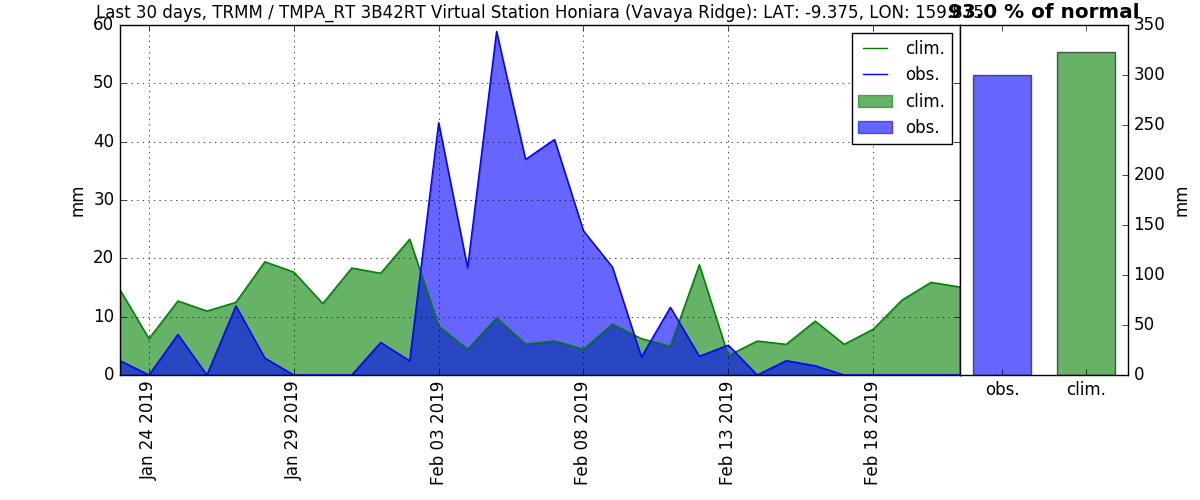 Last 30 days, TRMM / TMPA_RT 3B42RT Virtual Station Honiara (Vavaya Ridge): LAT: -9.375, LON:
93.0 % of normal
60
50
40
30
20
10
0
mm
clim.
obs.
clim.
obs.
350
300
250
200
150
100
50
0
mm
obs.
clim.
Jan 24 2019
Jan 29 2019
Feb 03 2019
Feb 08 2019
Feb 13 2019
Feb 18 2019